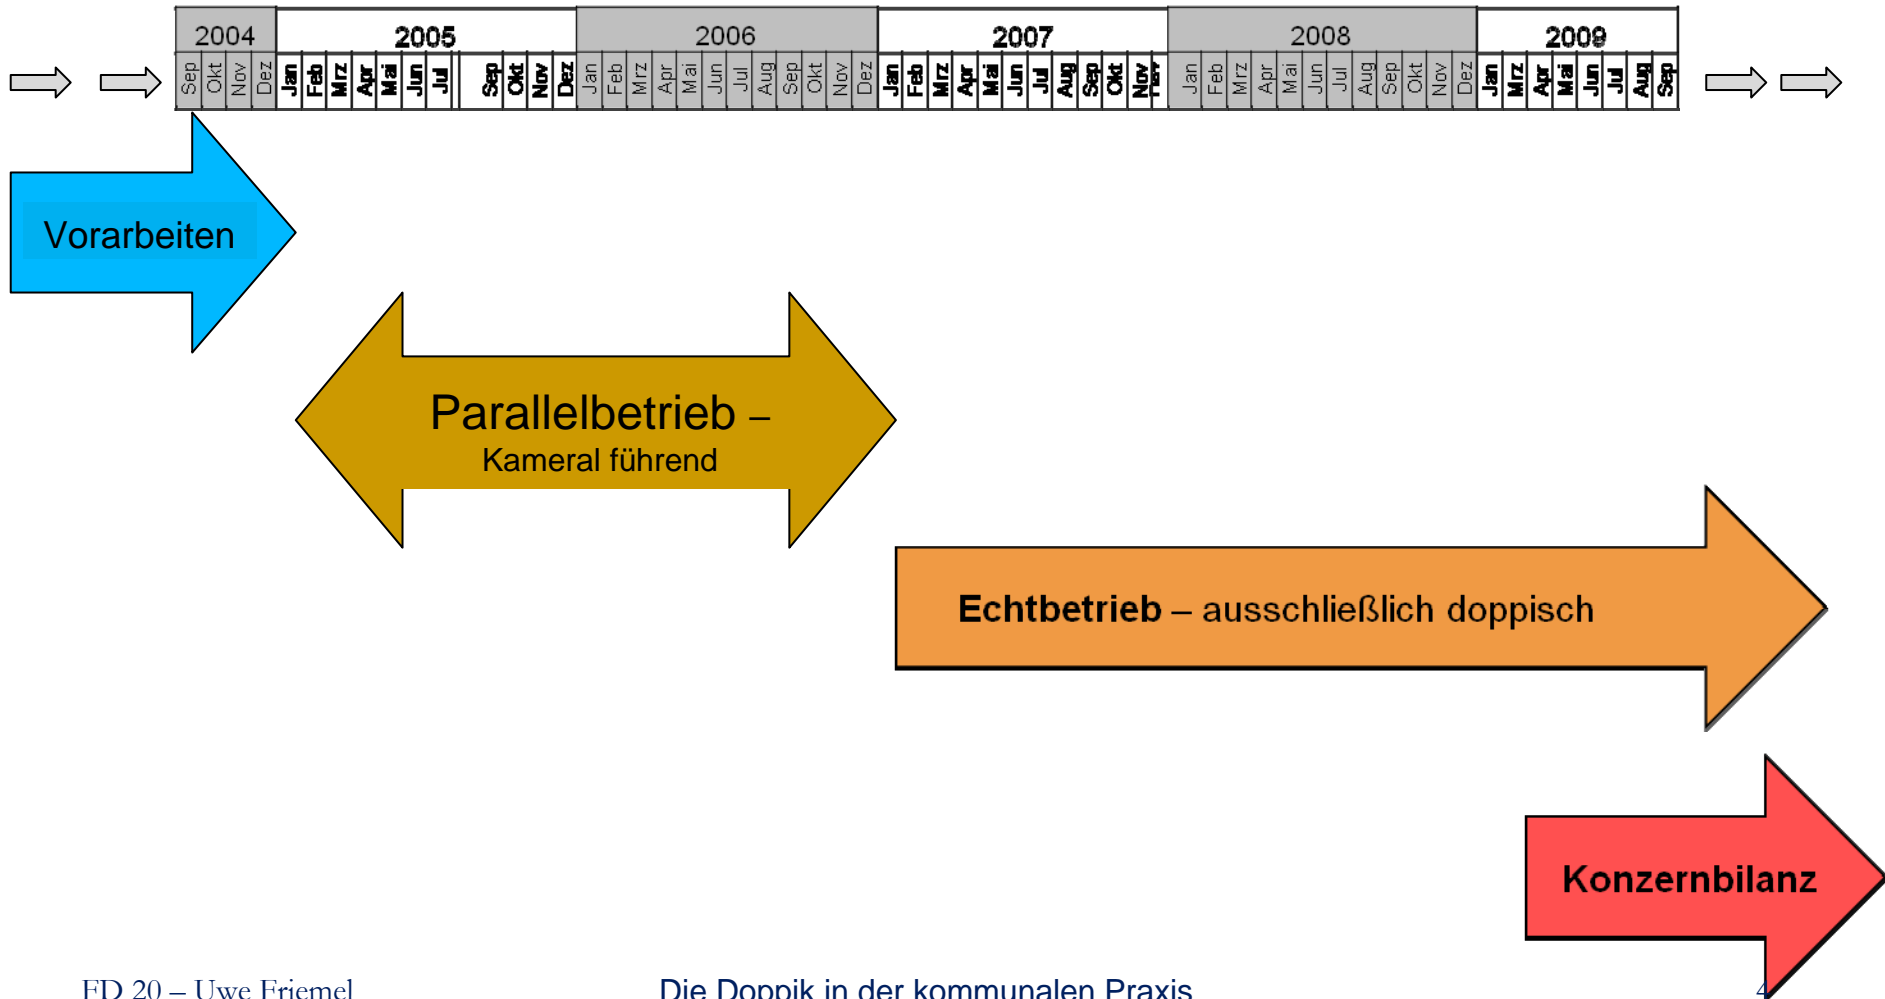 2004 2005 2006 2007 2008 2009
Sep Okt Nov Dez Jan Feb Mrz Apr Mai Jun Jul Sep Okt Nov Dez Jan Feb Mrz Apr Mai Jun Jul Aug Sep Okt Nov Dez Jan Feb Mrz Apr Mai Jun Jul Aug Sep Okt Nov Jan Feb Mrz Apr Mai Jun Jul Aug Sep Okt Nov Dez Jan Mrz Apr Mai Jun Jul Aug Sep
Vorarbeiten
Parallelbetrieb –
Kameral führend
Echtbetrieb – ausschließlich doppisch
Konzernbilanz
FD 20 – Uwe Friemel Die Doppik in der kommunalen Praxis 4